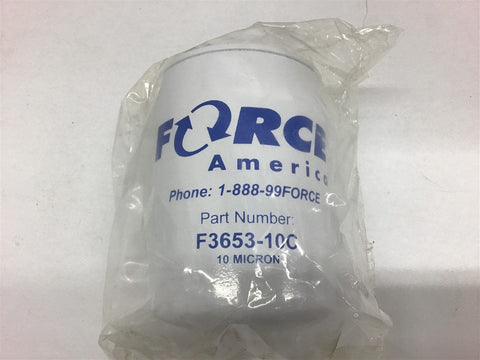 FORCE
America
Phone: 1-888-99FORCE
Part Number:
F3653-10C
10 MICRON